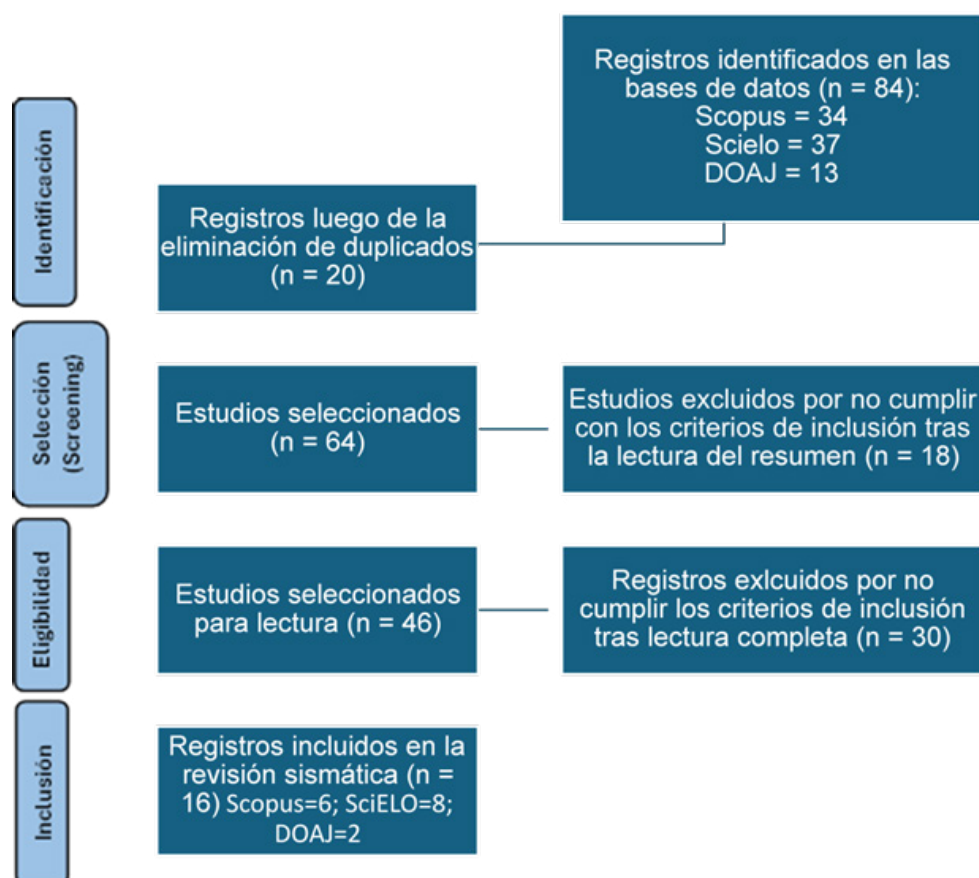 Identificación
Registros identificados en las
bases de datos (n = 84):
Scopus = 34
Scielo = 37
DOAJ = 13
Registros luego de la
eliminación de duplicados
(n = 20)
Selección
(Screening)
Estudios seleccionados
(n = 64)
Estudios excluidos por no cumplir
con los criterios de inclusión tras
la lectura del resumen (n = 18)
Eligibilidad
Estudios seleccionados
para lectura (n = 46)
Registros exlcuidos por no
cumplir los criterios de inclusión
tras lectura completa (n = 30)
Inclusión
Registros incluidos en la
revisión sismática (n =
16) Scopus=6; SciELO=8;
DOAJ=2